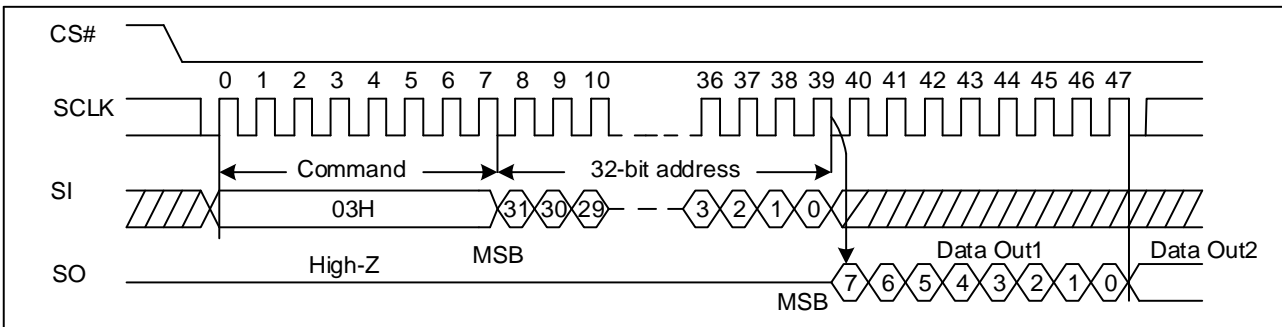 CS#
0 1 2 3 4 5 6 7 8 9 10 36 37 38 39 40 41 42 43 44 45 46 47
SCLK
Command 32-bit address
SI
03H 31 30 29 3 2 1 0
High-Z MSB Data Out1 Data Out2
SO
MSB 7 6 5 4 3 2 1 0